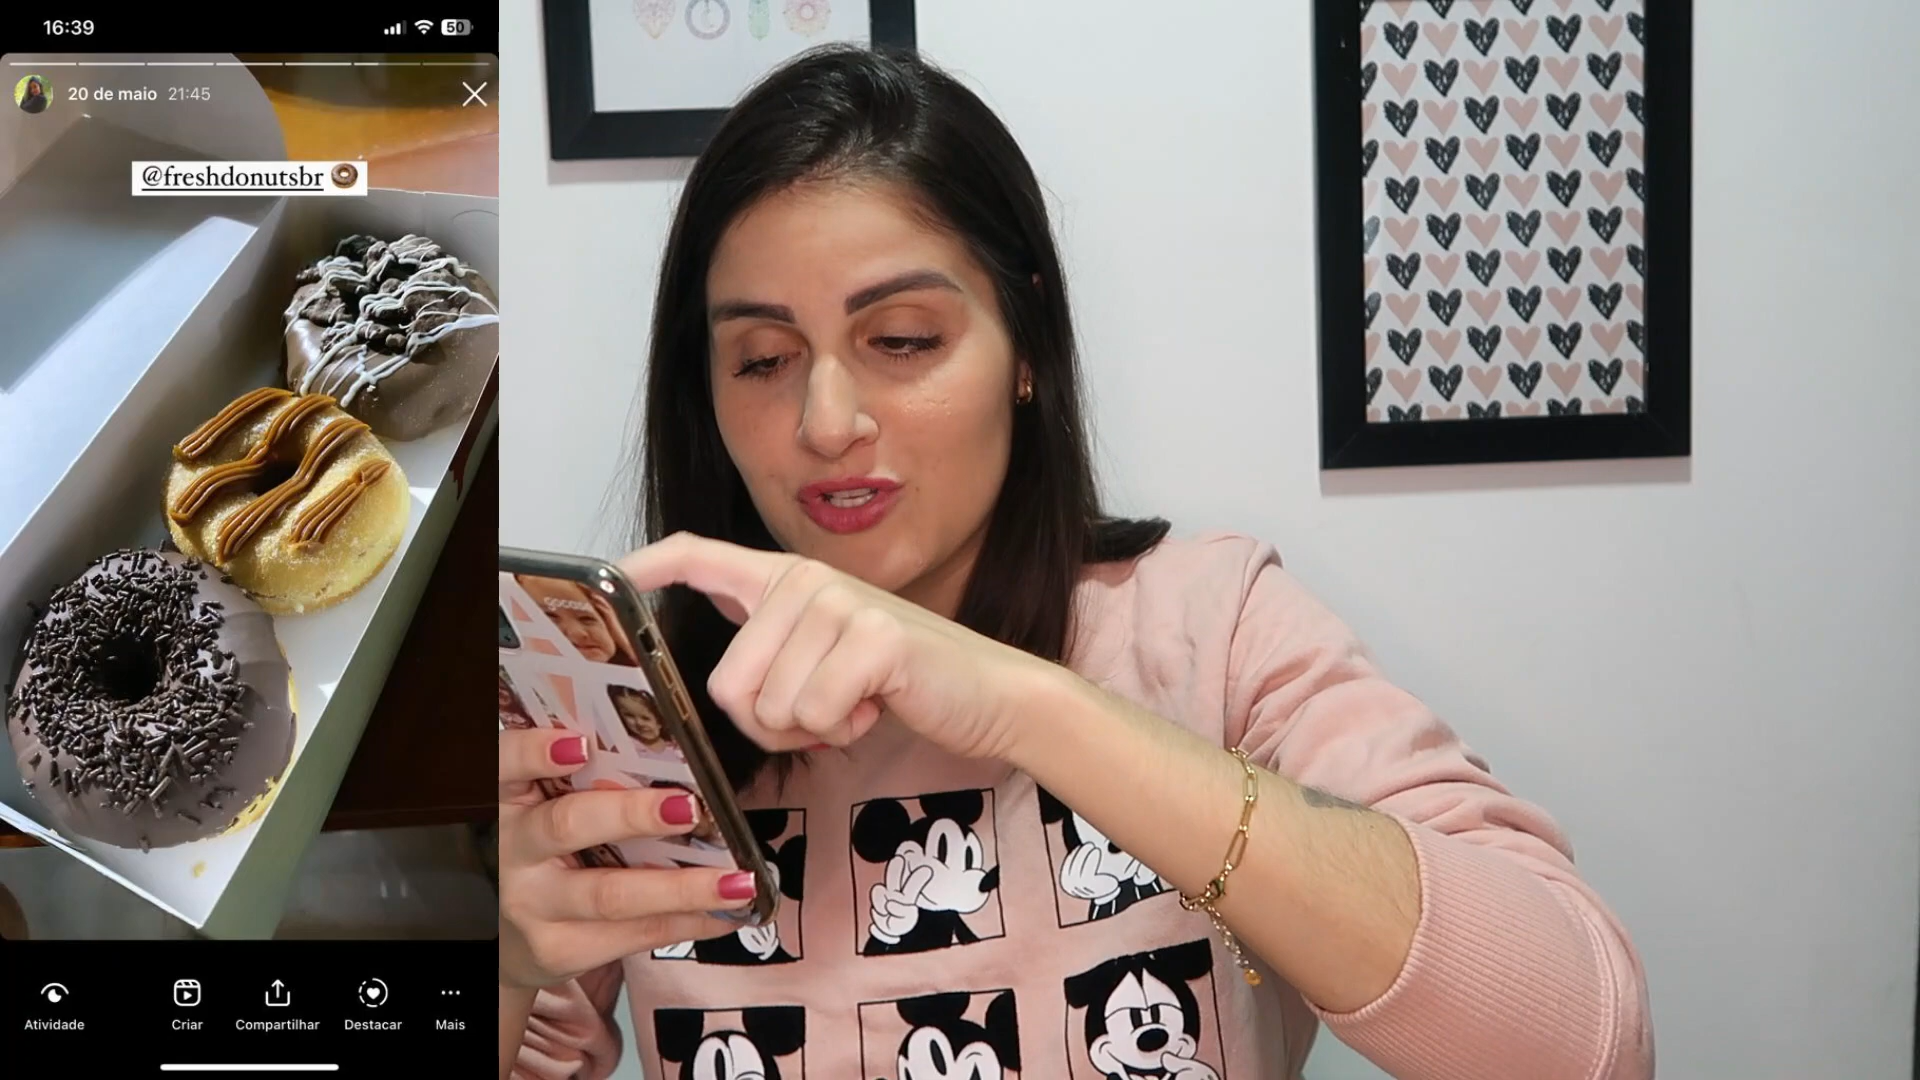 16:39
50
20 de maio 21:45
@freshdonutsbr
Atividade
Criar
Compartilhar
Destacar
Mais